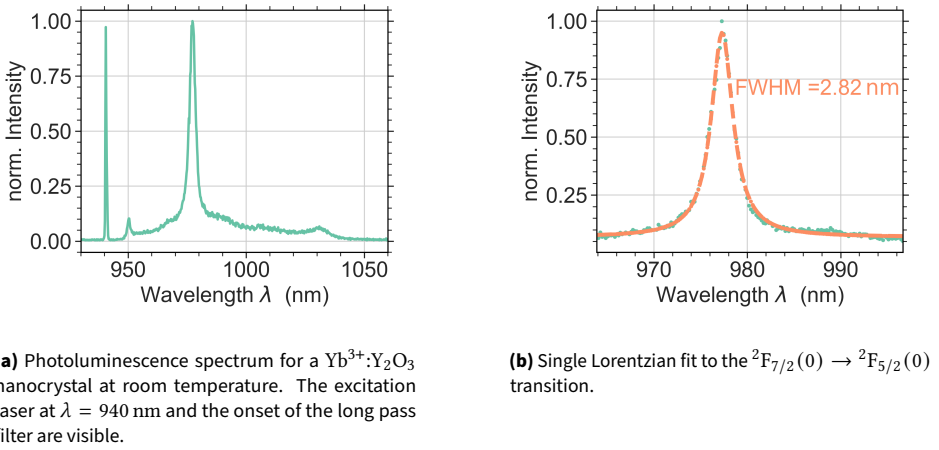 1.00
0.75
0.50
0.25
0.00
norm. Intensity
950
1000
1050
Wavelength λ (nm)
1.00
0.75
0.50
0.25
norm. Intensity
FWHM =2.82 nm
970
980
990
Wavelength λ (nm)
a) Photoluminescence spectrum for a Yb³⁺:Y₂O₃
nanocrystal at room temperature. The excitation
laser at λ = 940 nm and the onset of the long pass
filter are visible.
(b) Single Lorentzian fit to the ²F₇/₂(0) → ²F₅/₂(0)
transition.